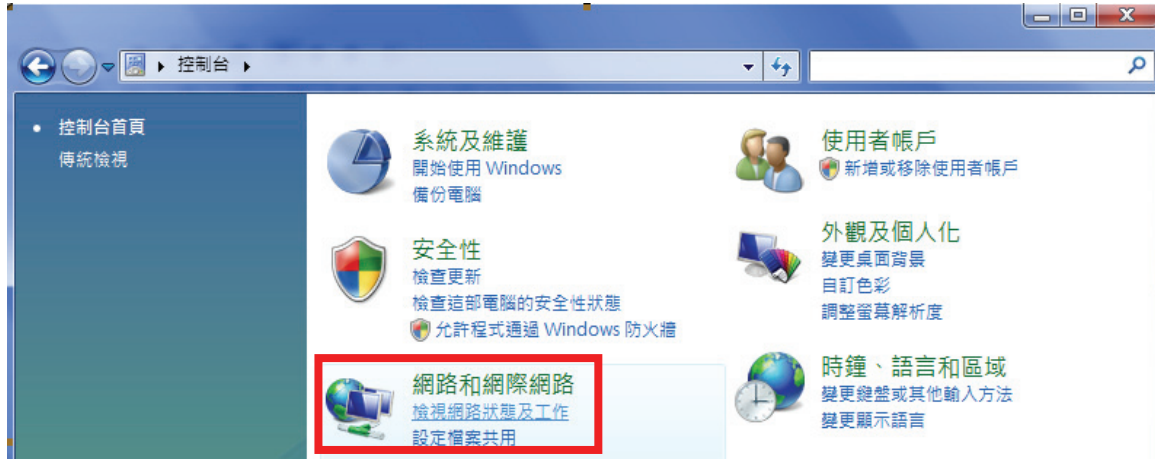 控制台
控制台首頁
傳統檢視
系統及維護
開始使用 Windows
備份電腦
安全性
檢查更新
檢查這部電腦的安全性狀態
允許程式通過 Windows 防火牆
網路和網際網路
檢視網路狀態及工作
設定檔案共用
使用者帳戶
新增或移除使用者帳戶
外觀及個人化
變更桌面背景
自訂色彩
調整螢幕解析度
時鐘、語言和區域
變更鍵盤或其他輸入方法
變更顯示語言